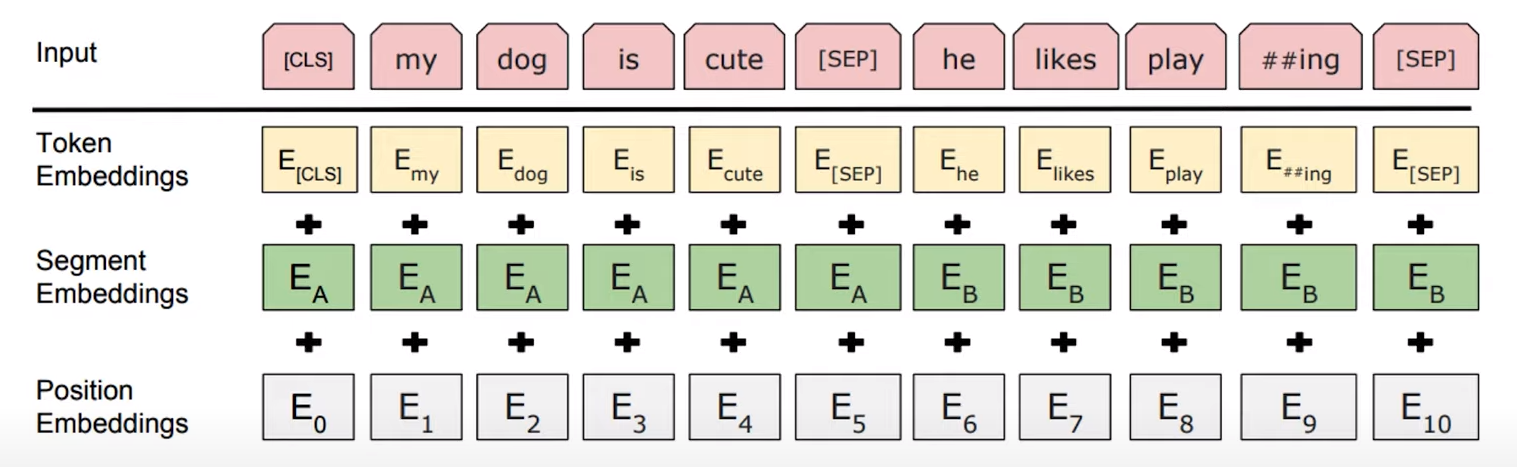 Input [CLS] my dog is cute [SEP] he likes play ##ing [SEP]
Token Embeddings E[CLS] Emy Edog Eis Ecute E[SEP] Ehe Elikes Eplay E##ing E[SEP]
+ + + + + + + + + + +
Segment Embeddings EA EA EA EA EA EA EB EB EB EB EB
+ + + + + + + + + + +
Position Embeddings E0 E1 E2 E3 E4 E5 E6 E7 E8 E9 E10